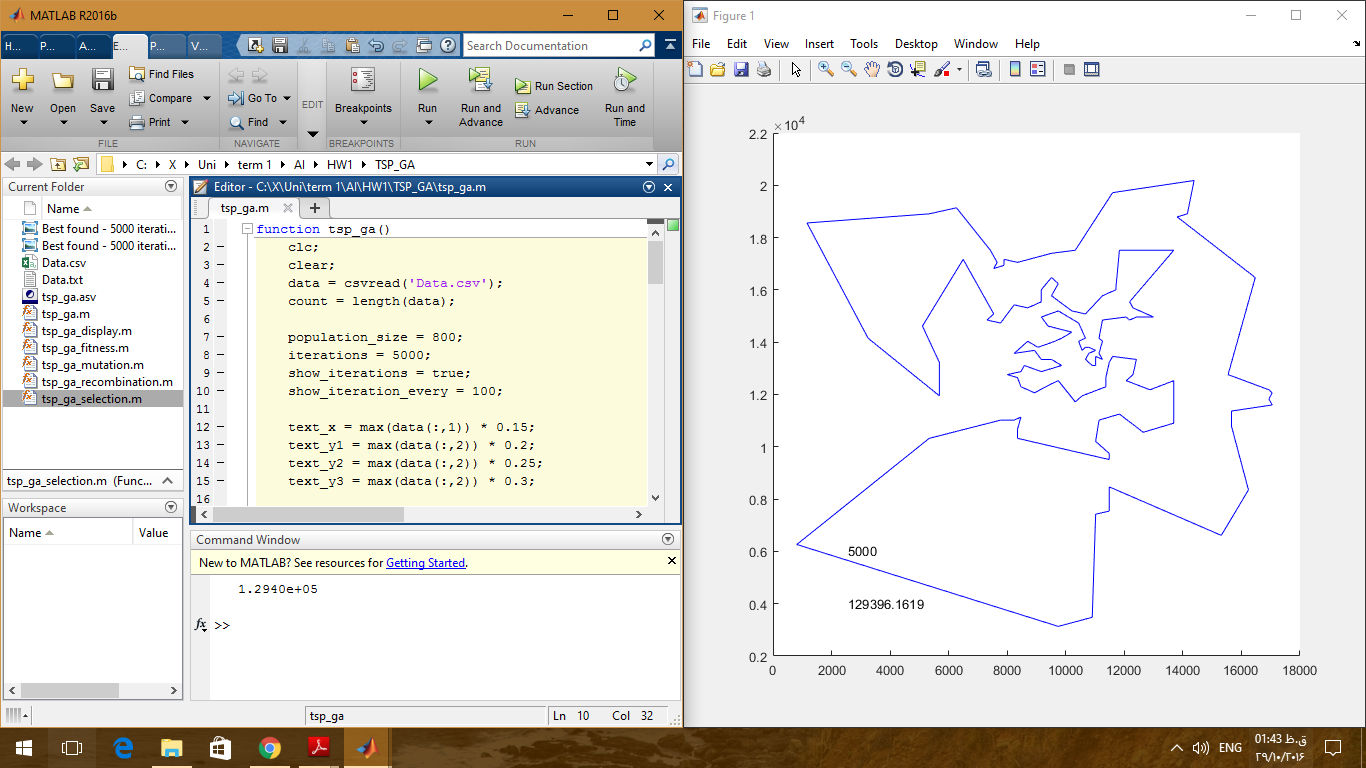 MATLAB R2016b
H... P... A... E... P... V...
Search Documentation
New
Open
Save
Find Files
Compare
Print
Go To
Find
EDIT
Breakpoints
Run
Run and Advance
Run Section
Advance
Run and Time
FILE
NAVIGATE
BREAKPOINTS
RUN
C: X Uni term 1 AI HW1 TSP_GA
Current Folder
Name
Best found - 5000 iterati...
Best found - 5000 iterati...
Data.csv
Data.txt
tsp_ga.asv
tsp_ga.m
tsp_ga_display.m
tsp_ga_fitness.m
tsp_ga_mutation.m
tsp_ga_recombination.m
tsp_ga_selection.m
tsp_ga_selection.m (Func...
Workspace
Name Value
Editor - C:\X\Uni\term 1\AI\HW1\TSP_GA\tsp_ga.m
tsp_ga.m
1 function tsp_ga()
2 – clc;
3 – clear;
4 – data = csvread('Data.csv');
5 – count = length(data);
6
7 – population_size = 800;
8 – iterations = 5000;
9 – show_iterations = true;
10 – show_iteration_every = 100;
11
12 – text_x = max(data(:,1)) * 0.15;
13 – text_y1 = max(data(:,2)) * 0.2;
14 – text_y2 = max(data(:,2)) * 0.25;
15 – text_y3 = max(data(:,2)) * 0.3;
16
Command Window
New to MATLAB? See resources for Getting Started.
1.2940e+05
fx >>
tsp_ga
Ln 10 Col 32
Figure 1
File Edit View Insert Tools Desktop Window Help
×10⁴
2.2
2
1.8
1.6
1.4
1.2
1
0.8
0.6
0.4
0.2
5000
129396.1619
0 2000 4000 6000 8000 10000 12000 14000 16000 18000
ENG
01:43 ق.ظ
۲۹/۱۰/۲۰۱۶